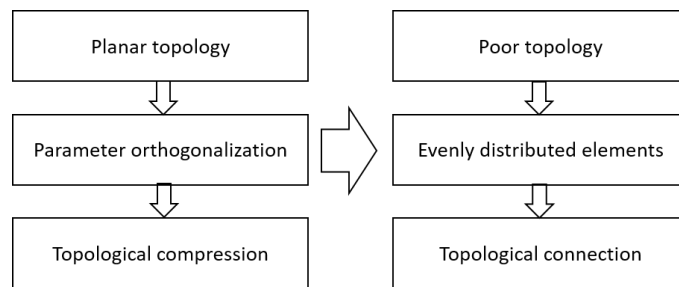 Planar topology
Parameter orthogonalization
Topological compression
Poor topology
Evenly distributed elements
Topological connection